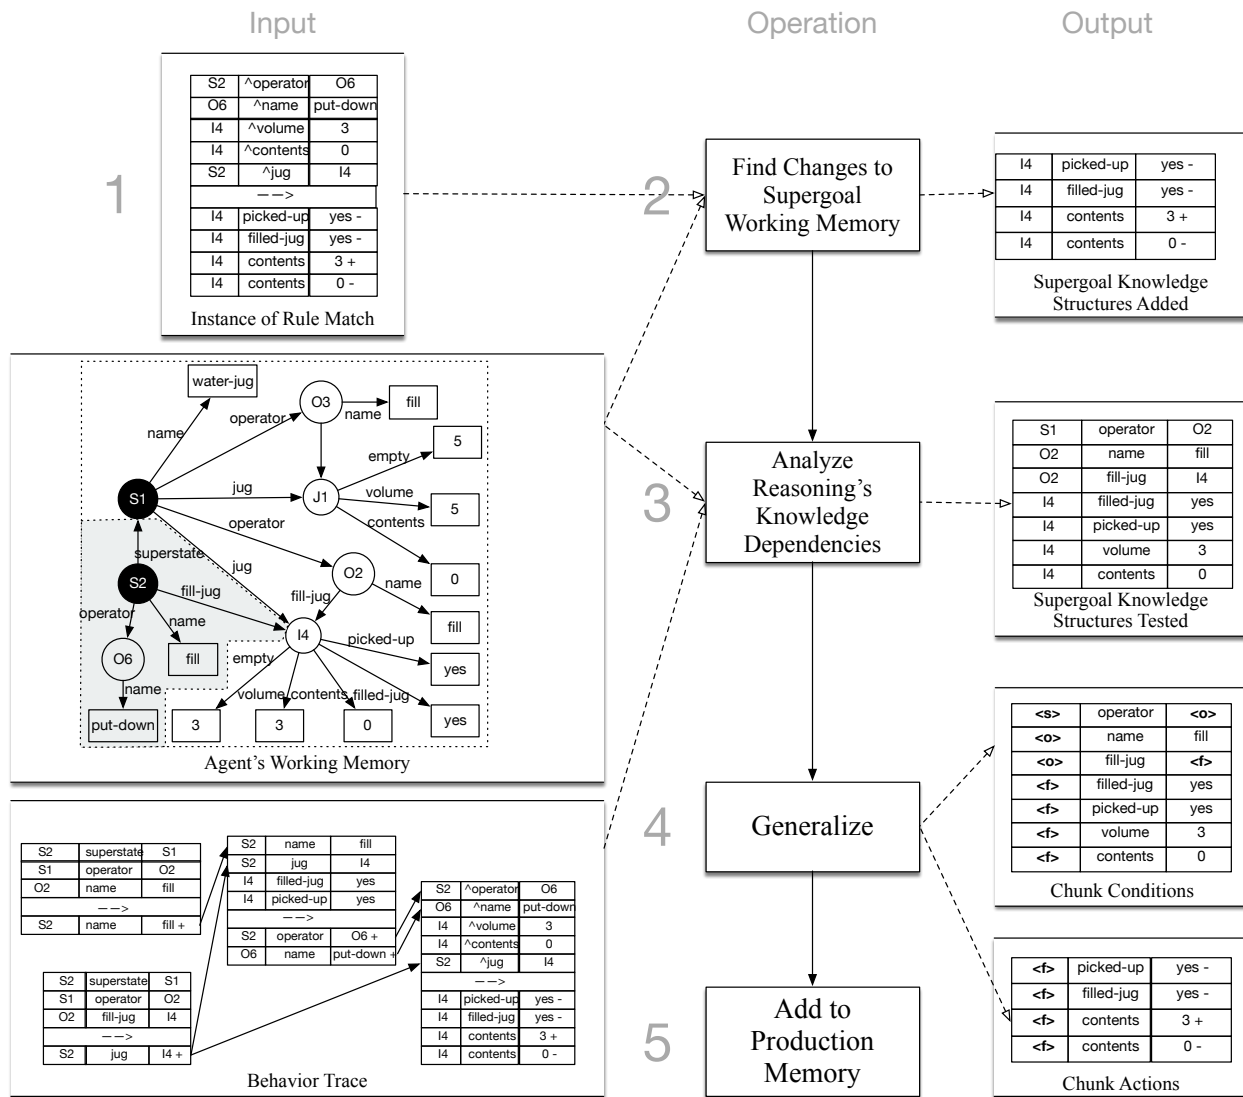 Input
Operation
Output
1
S2 ^operator O6
O6 ^name put-down
I4 ^volume 3
I4 ^contents 0
S2 ^jug I4
-->
I4 picked-up yes -
I4 filled-jug yes -
I4 contents 3 +
I4 contents 0 -
Instance of Rule Match
2
Find Changes to
Supergoal
Working Memory
I4 picked-up yes -
I4 filled-jug yes -
I4 contents 3 +
I4 contents 0 -
Supergoal Knowledge
Structures Added
water-jug
O3
fill
name
operator
name
empty
5
S1
jug
J1
volume
5
operator
contents
superstate
jug
O2
0
S2
fill-jug
fill-jug
name
operator
name
I4
fill
picked-up
O6
fill
empty
yes
name
volume
contents
filled-jug
put-down
3
3
0
yes
Agent's Working Memory
3
Analyze
Reasoning's
Knowledge
Dependencies
S1 operator O2
O2 name fill
O2 fill-jug I4
I4 filled-jug yes
I4 picked-up yes
I4 volume 3
I4 contents 0
Supergoal Knowledge
Structures Tested
S2 superstate S1
S1 operator O2
O2 name fill
-->
S2 name fill +
S2 name fill
S2 jug I4
I4 filled-jug yes
I4 picked-up yes
-->
S2 operator O6 +
O6 name put-down +
S2 superstate S1
S1 operator O2
O2 fill-jug I4
-->
S2 jug I4 +
S2 ^operator O6
O6 ^name put-down
I4 ^volume 3
I4 ^contents 0
S2 ^jug I4
-->
I4 picked-up yes -
I4 filled-jug yes -
I4 contents 3 +
I4 contents 0 -
Behavior Trace
4
Generalize
<s> operator <o>
<o> name fill
<o> fill-jug <f>
<f> filled-jug yes
<f> picked-up yes
<f> volume 3
<f> contents 0
Chunk Conditions
5
Add to
Production
Memory
<f> picked-up yes -
<f> filled-jug yes -
<f> contents 3 +
<f> contents 0 -
Chunk Actions